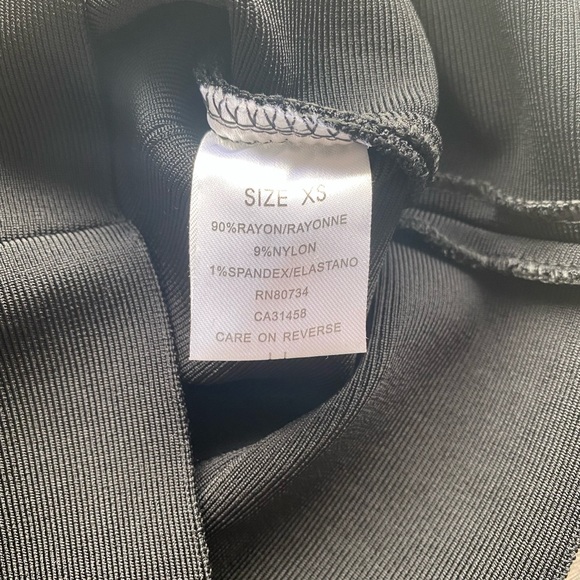 SIZE XS
90%RAYON/RAYONNE
9%NYLON
1%SPANDEX/ELASTANO
RN80734
CA31458
CARE ON REVERSE